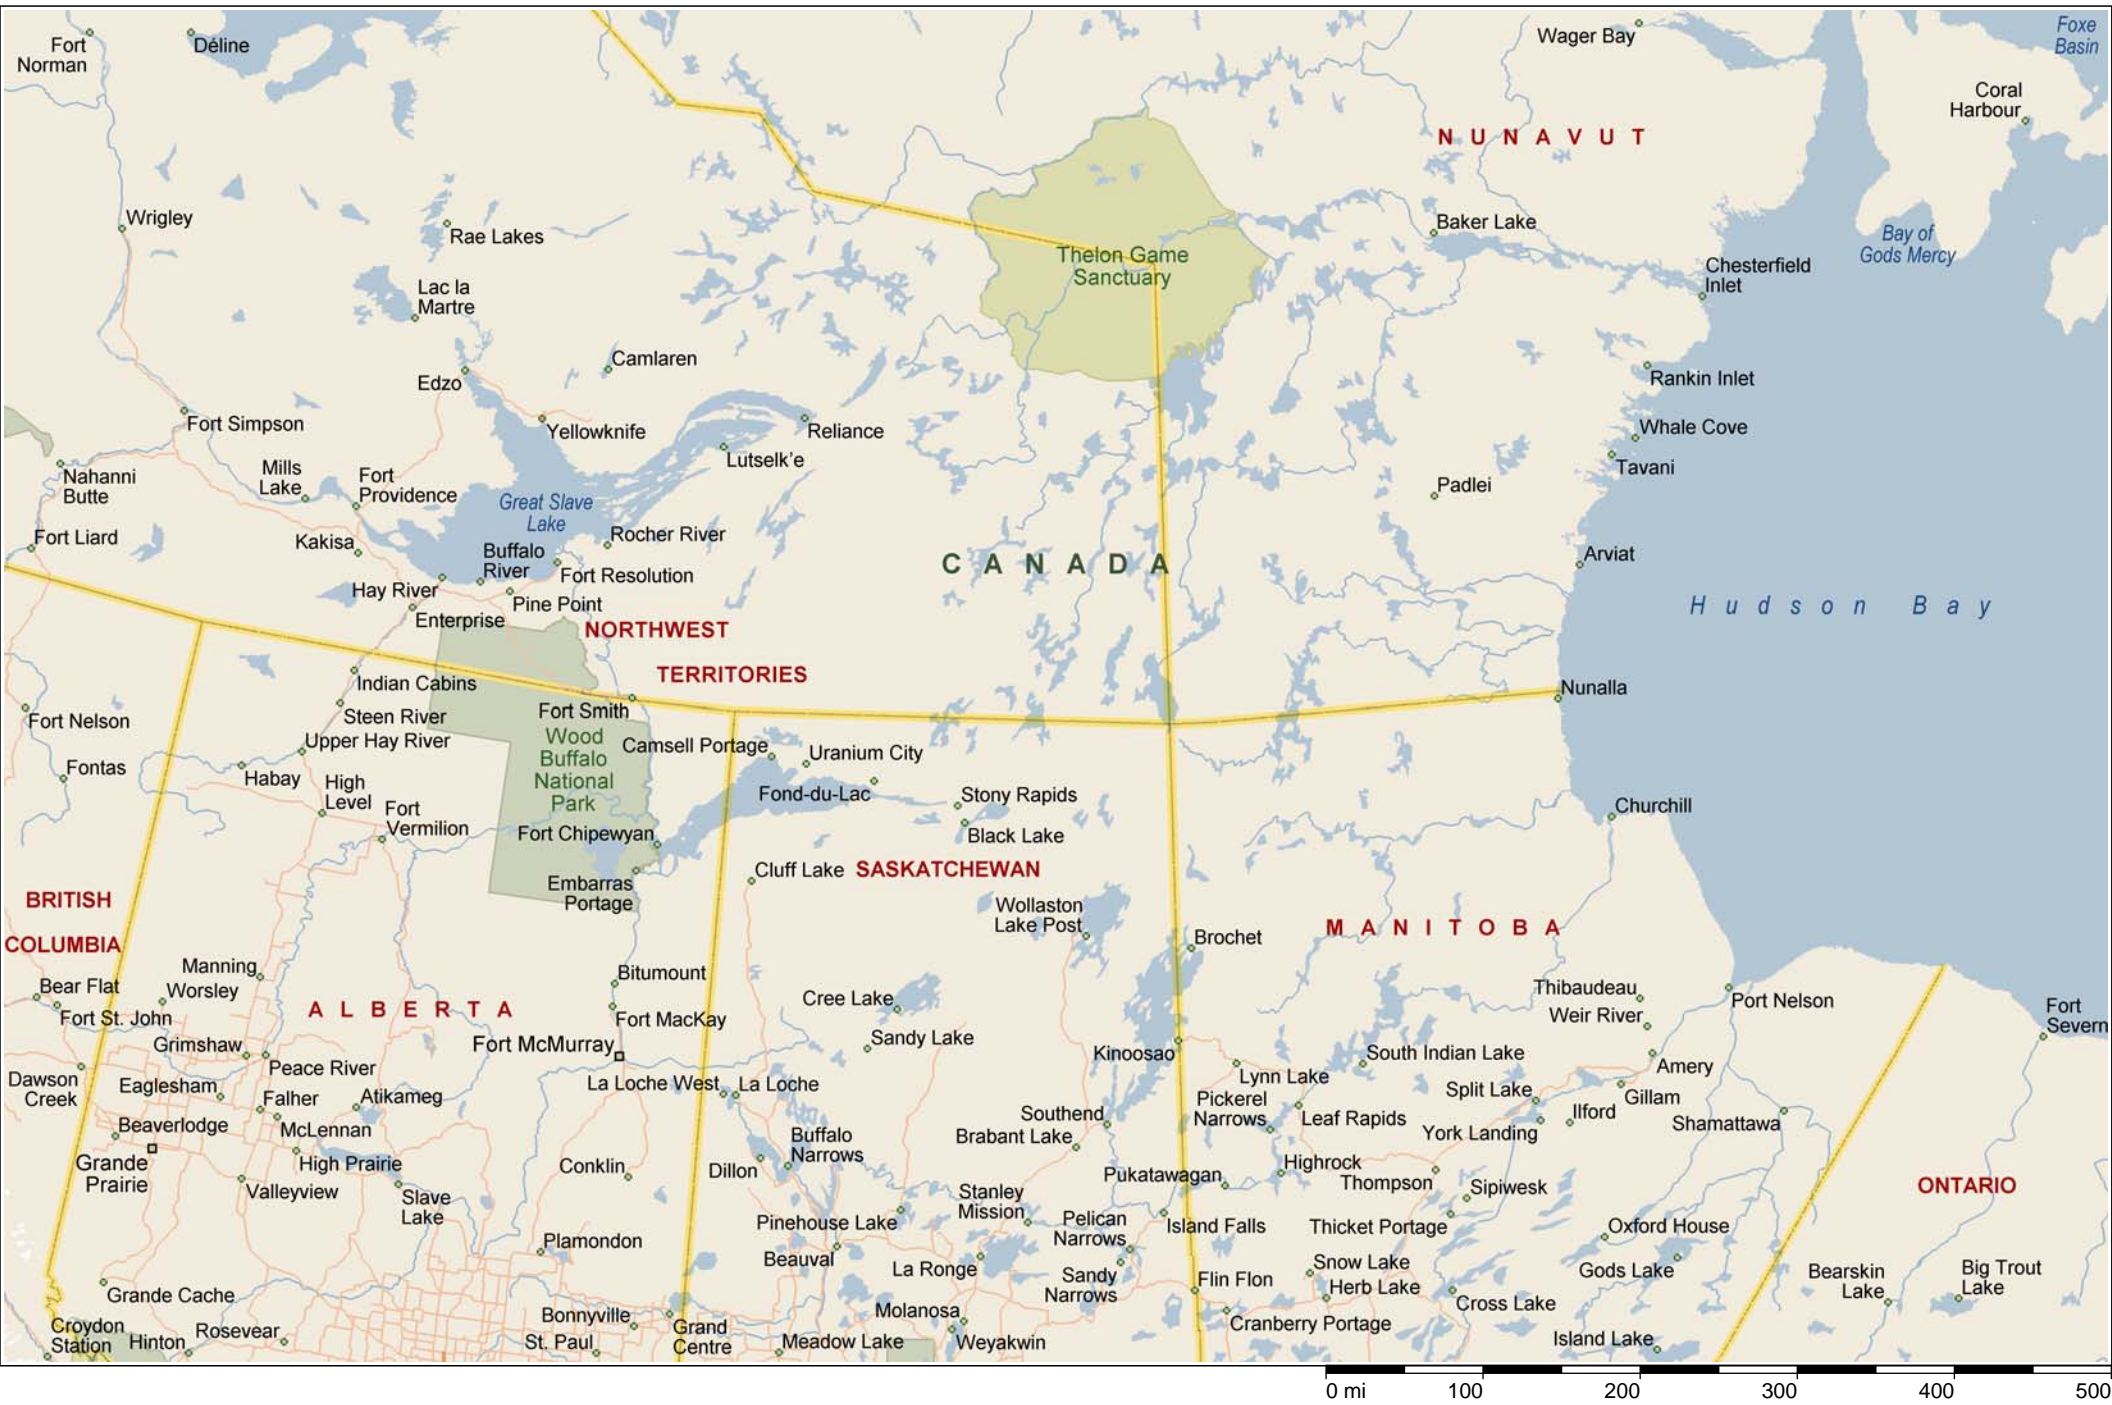 Fort
Norman
Déline
Wager Bay
Foxe
Basin
Coral
Harbour
N U N A V U T
Wrigley
Rae Lakes
Baker Lake
Bay of
Gods Mercy
Thelon Game
Sanctuary
Chesterfield
Inlet
Lac la
Martre
Camlaren
Edzo
Rankin Inlet
Fort Simpson
Yellowknife
Reliance
Whale Cove
Lutselk’e
Tavani
Nahanni
Butte
Mills
Lake
Fort
Providence
Great Slave
Lake
Padlei
Fort Liard
Kakisa
Rocher River
Buffalo
River
Fort Resolution
C A N A D A
Arviat
Hay River
Pine Point
Enterprise
H u d s o n B a y
NORTHWEST
TERRITORIES
Indian Cabins
Nunalla
Fort Nelson
Steen River
Fort Smith
Wood
Buffalo
National
Park
Upper Hay River
Camsell Portage
Uranium City
Fontas
Habay
High
Level
Fort
Vermilion
Fond-du-Lac
Stony Rapids
Black Lake
Churchill
Fort Chipewyan
Cluff Lake
SASKATCHEWAN
Embarras
Portage
BRITISH
COLUMBIA
Wollaston
Lake Post
Brochet
M A N I T O B A
Manning
Worsley
Bear Flat
Fort St. John
Bitumount
A L B E R T A
Fort MacKay
Cree Lake
Sandy Lake
Thibaudeau
Weir River
Port Nelson
Fort
Severn
Grimshaw
Peace River
Fort McMurray
Kinoosao
South Indian Lake
Amery
Dawson
Creek
Eaglesham
Falher
Atikameg
La Loche West
La Loche
Lynn Lake
Pickerel
Narrows
Leaf Rapids
Split Lake
Gillam
Ilford
Shamattawa
Beaverlodge
McLennan
Southend
Brabant Lake
York Landing
Grande
Prairie
High Prairie
Valleyview
Slave
Lake
Conklin
Dillon
Buffalo
Narrows
Pukatawagan
Highrock
Thompson
Sipiwesk
ONTARIO
Stanley
Mission
Pinehouse Lake
Pelican
Narrows
Island Falls
Thicket Portage
Oxford House
Plamondon
Beauval
La Ronge
Sandy
Narrows
Flin Flon
Snow Lake
Herb Lake
Gods Lake
Bearskin
Lake
Big Trout
Lake
Grande Cache
Cross Lake
Croydon
Station
Hinton
Rosevear
Bonnyville
St. Paul
Grand
Centre
Molanosa
Meadow Lake
Weyakwin
Cranberry Portage
Island Lake
0 mi 100 200 300 400 500